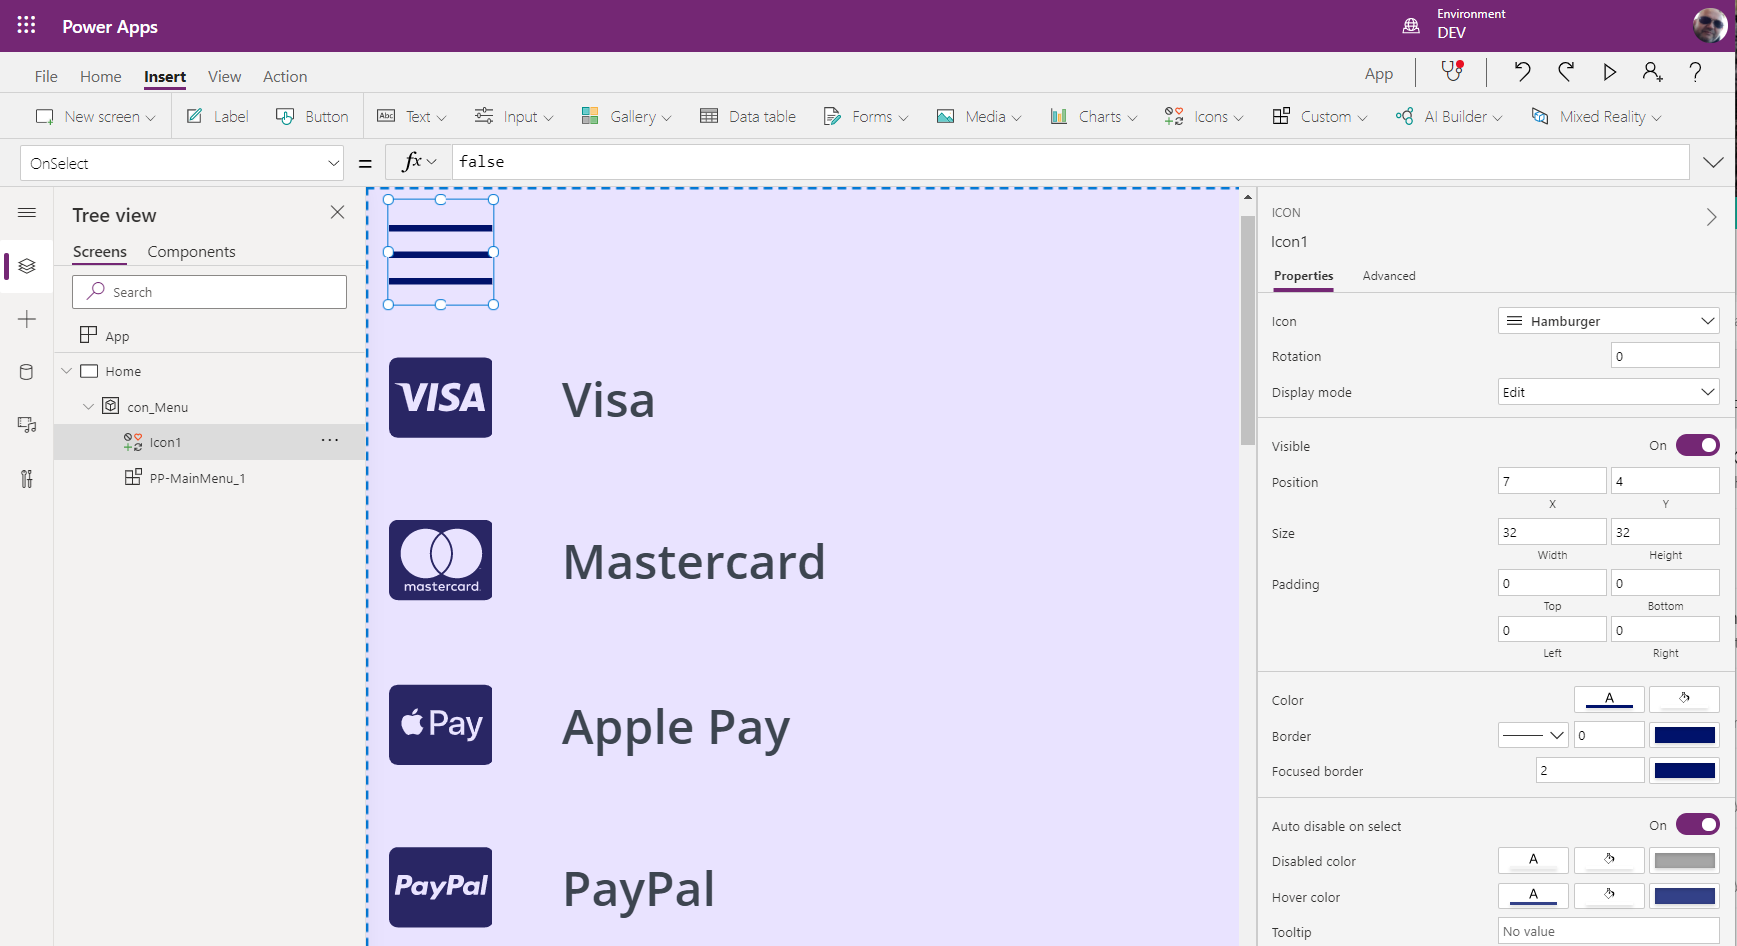 Power Apps
Environment
DEV
File Home Insert View Action
App
New screen Label Button Abc Text Input Gallery Data table Forms Media Charts Icons Custom AI Builder Mixed Reality
OnSelect = fx false
Tree view
Screens Components
Search
App
Home
con_Menu
Icon1 ...
PP-MainMenu_1
VISA Visa
mastercard Mastercard
Pay Apple Pay
PayPal PayPal
ICON
Icon1
Properties Advanced
Icon Hamburger
Rotation 0
Display mode Edit
Visible On
Position 7 4
X Y
Size 32 32
Width Height
Padding 0 0
Top Bottom
0 0
Left Right
Color A
Border 0
Focused border 2
Auto disable on select On
Disabled color A
Hover color A
Tooltip No value